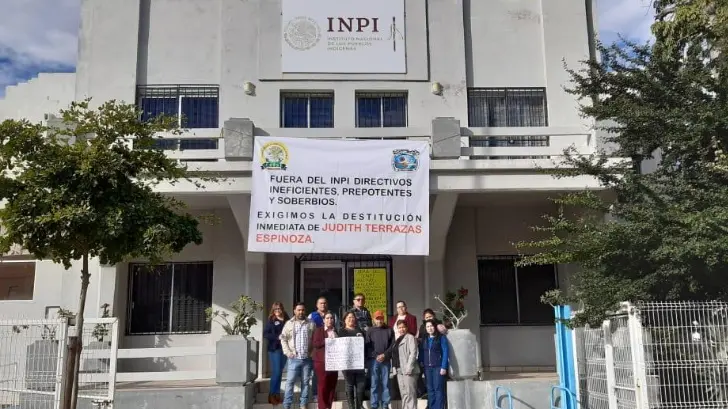 INPI
INSTITUTO NACIONAL
DE LOS PUEBLOS
INDÍGENAS
FUERA DEL INPI DIRECTIVOS
INEFICIENTES, PREPOTENTES
Y SOBERBIOS.
EXIGIMOS LA DESTITUCIÓN
INMEDIATA DE JUDITH TERRAZAS
ESPINOZA.